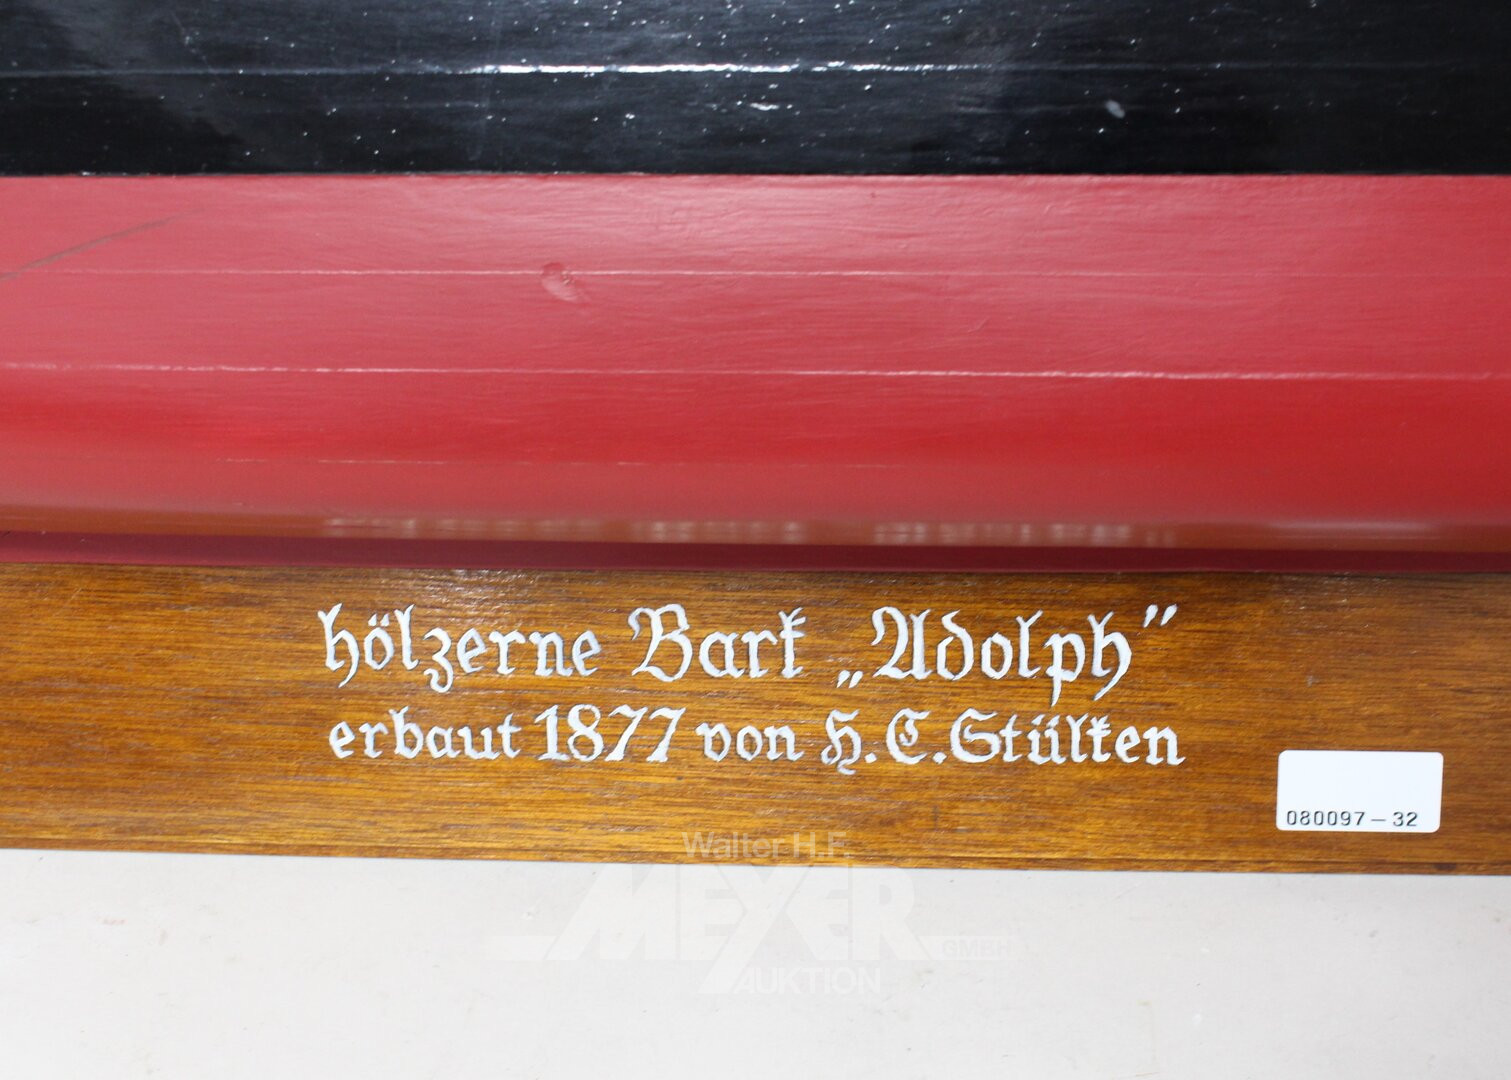 hölzerne Bark „Adolph”
erbaut 1877 von H.C.Stülken
080097-32
Walter H.F.
MEYER
GMBH
AUKTION